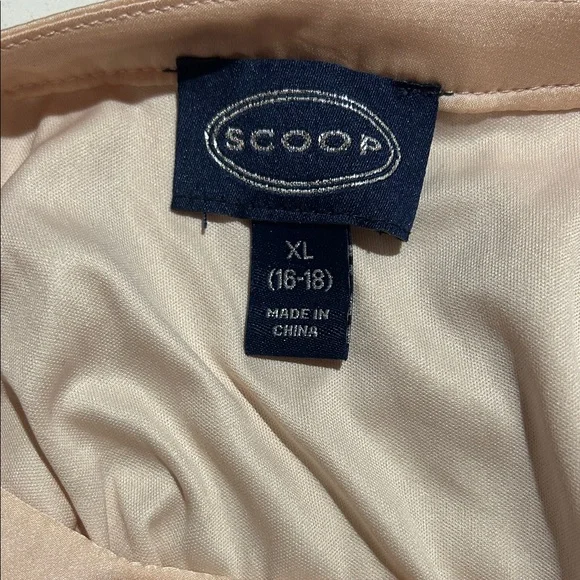 SCOOP
XL
(16-18)
MADE IN
CHINA